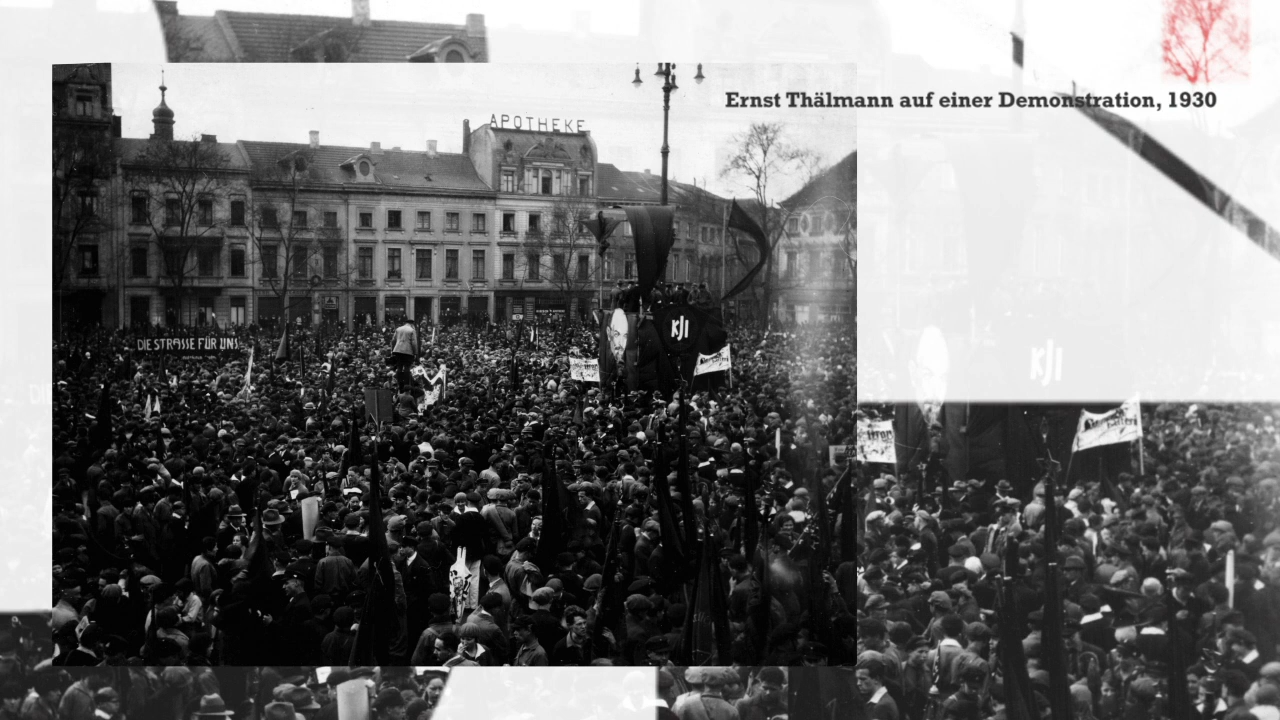 Ernst Thälmann auf einer Demonstration, 1930
APOTHEKE
DIE STRASSE FÜR UNS
KJI
KJI